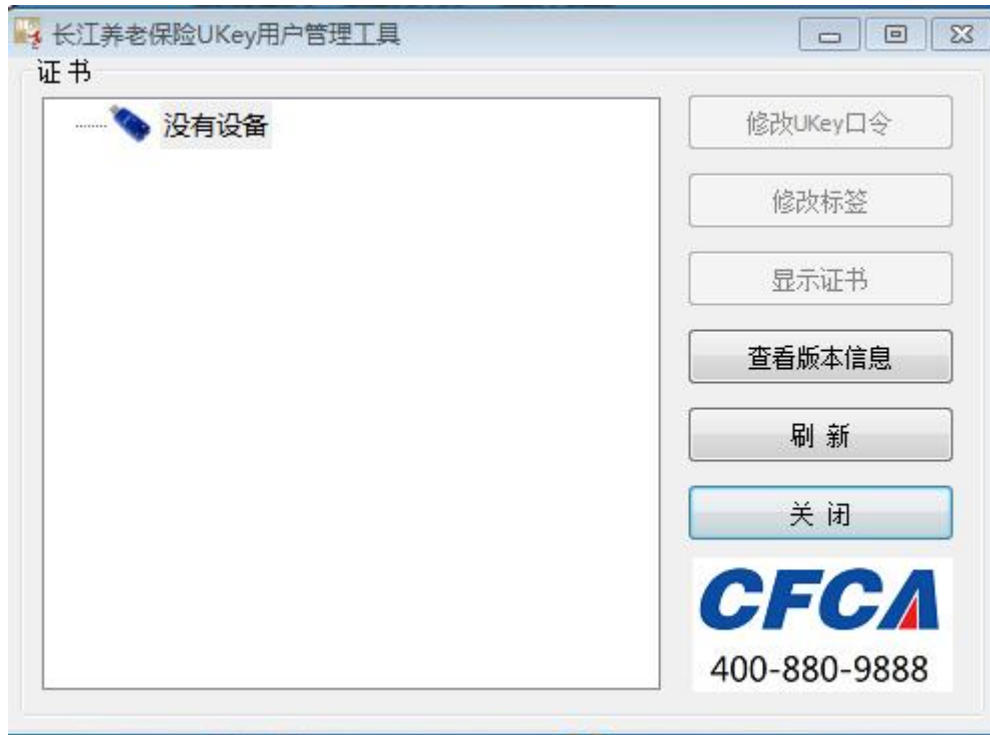 长江养老保险UKey用户管理工具
证书
没有设备
修改UKey口令
修改标签
显示证书
查看版本信息
刷 新
关 闭
CFCA
400-880-9888